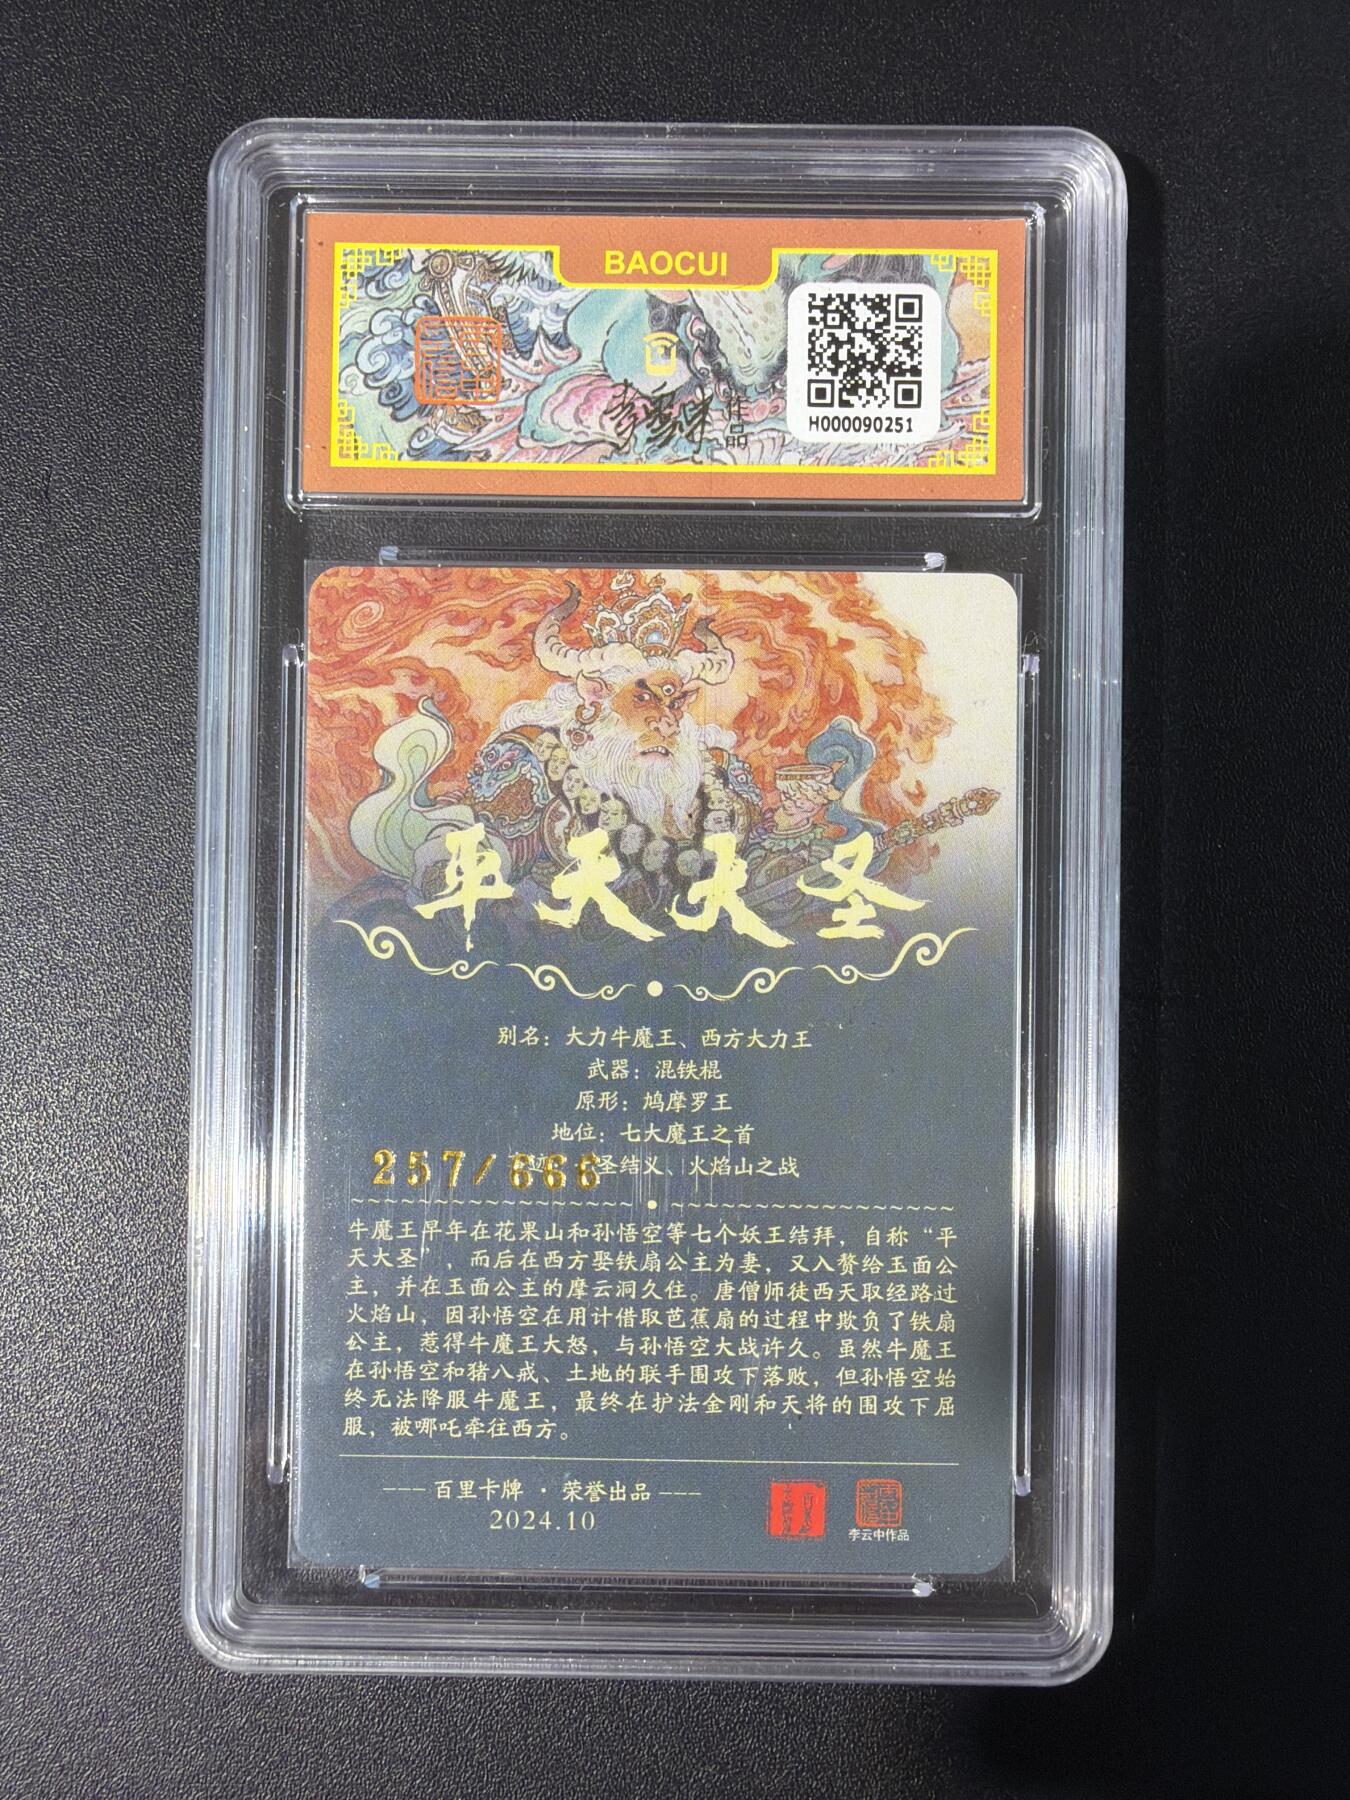 BAOCUI
作品
H000090251
平天大圣
别名：大力牛魔王、西方大力王
武器：混铁棍
原形：鸠摩罗王
地位：七大魔王之首
圣结义、火焰山之战
257/666
牛魔王早年在花果山和孙悟空等七个妖王结拜，自称“平
天大圣”，而后在西方娶铁扇公主为妻，又入赘给玉面公
主，并在玉面公主的摩云洞久住。唐僧师徒西天取经路过
火焰山，因孙悟空在用计借取芭蕉扇的过程中欺负了铁扇
公主，惹得牛魔王大怒，与孙悟空大战许久。虽然牛魔王
在孙悟空和猪八戒、土地的联手围攻下落败，但孙悟空始
终无法降服牛魔王，最终在护法金刚和天将的围攻下屈
服，被哪吒牵往西方。
--- 百里卡牌 · 荣誉出品 ---
2024.10
李云中作品